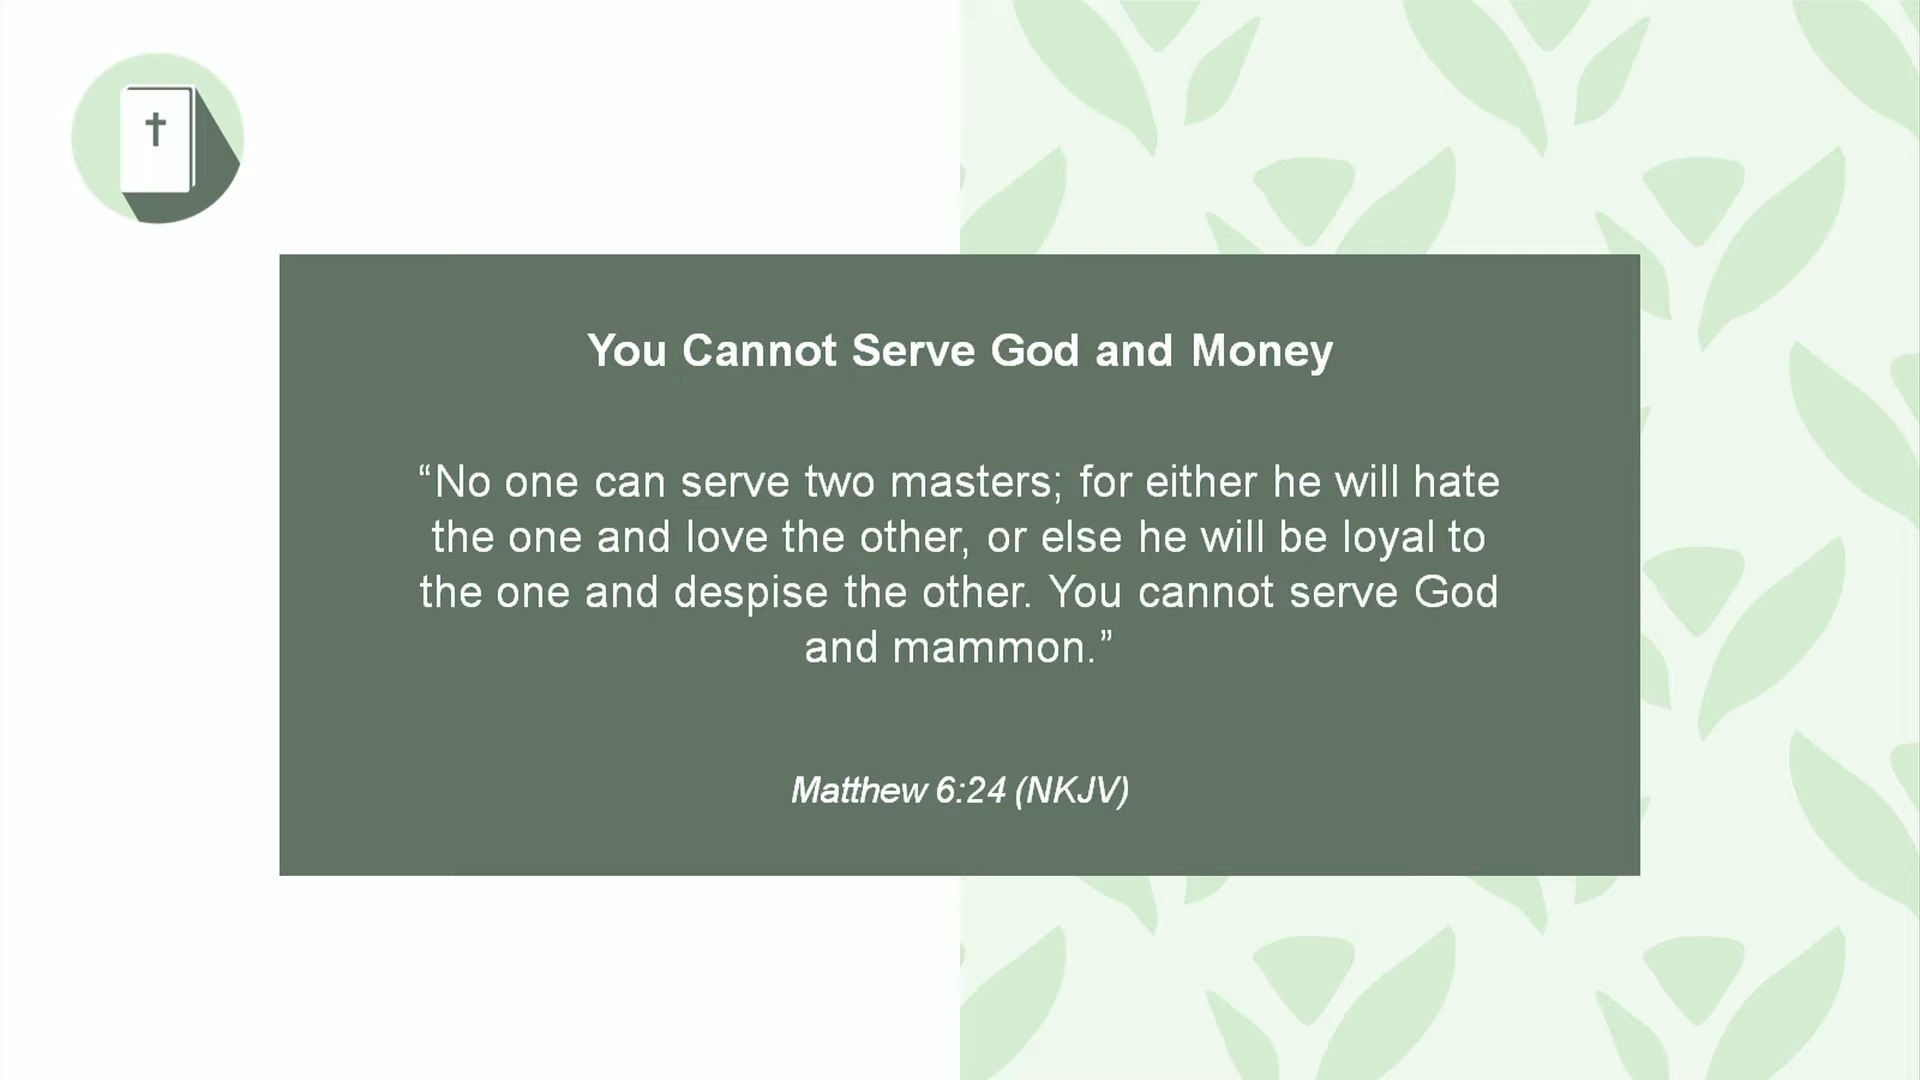 You Cannot Serve God and Money
“No one can serve two masters; for either he will hate
the one and love the other, or else he will be loyal to
the one and despise the other. You cannot serve God
and mammon.”
Matthew 6:24 (NKJV)